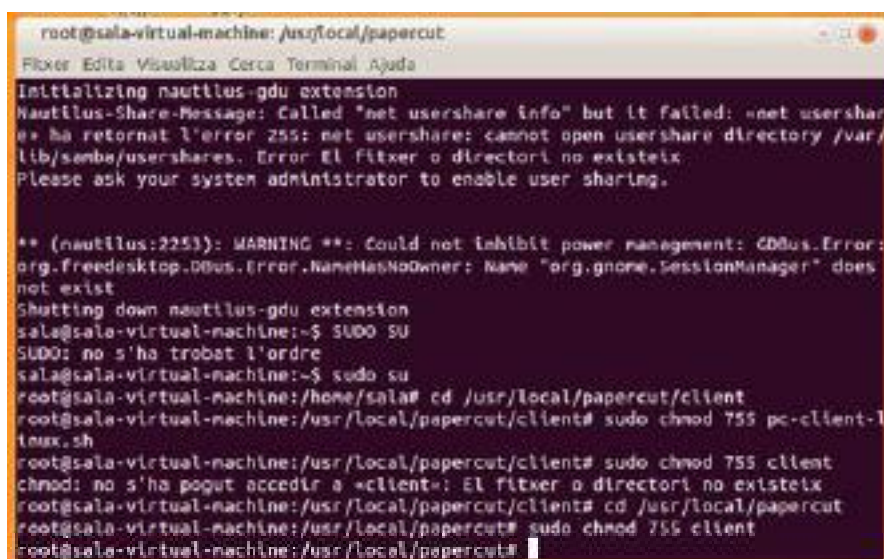 root@sala-virtual-machine: /usr/local/papercut
Fitxer Edita Visualitza Cerca Terminal Ajuda
Initializing nautilus-gdu extension
Nautilus-Share-Message: Called "net usershare info" but it failed: «net usershar
e» ha retornat l'error 255: net usershare: cannot open usershare directory /var/
lib/samba/usershares. Error El fitxer o directori no existeix
Please ask your system administrator to enable user sharing.
** (nautilus:2253): WARNING **: Could not inhibit power management: GDBus.Error:
org.freedesktop.DBus.Error.NameHasNoOwner: Name "org.gnome.SessionManager" does
not exist
Shutting down nautilus-gdu extension
sala@sala-virtual-machine:~$ SUDO SU
SUDO: no s'ha trobat l'ordre
sala@sala-virtual-machine:~$ sudo su
root@sala-virtual-machine:/home/sala# cd /usr/local/papercut/client
root@sala-virtual-machine:/usr/local/papercut/client# sudo chmod 755 pc-client-l
inux.sh
root@sala-virtual-machine:/usr/local/papercut/client# sudo chmod 755 client
chmod: no s'ha pogut accedir a «client»: El fitxer o directori no existeix
root@sala-virtual-machine:/usr/local/papercut/client# cd /usr/local/papercut
root@sala-virtual-machine:/usr/local/papercut# sudo chmod 755 client
root@sala-virtual-machine:/usr/local/papercut#